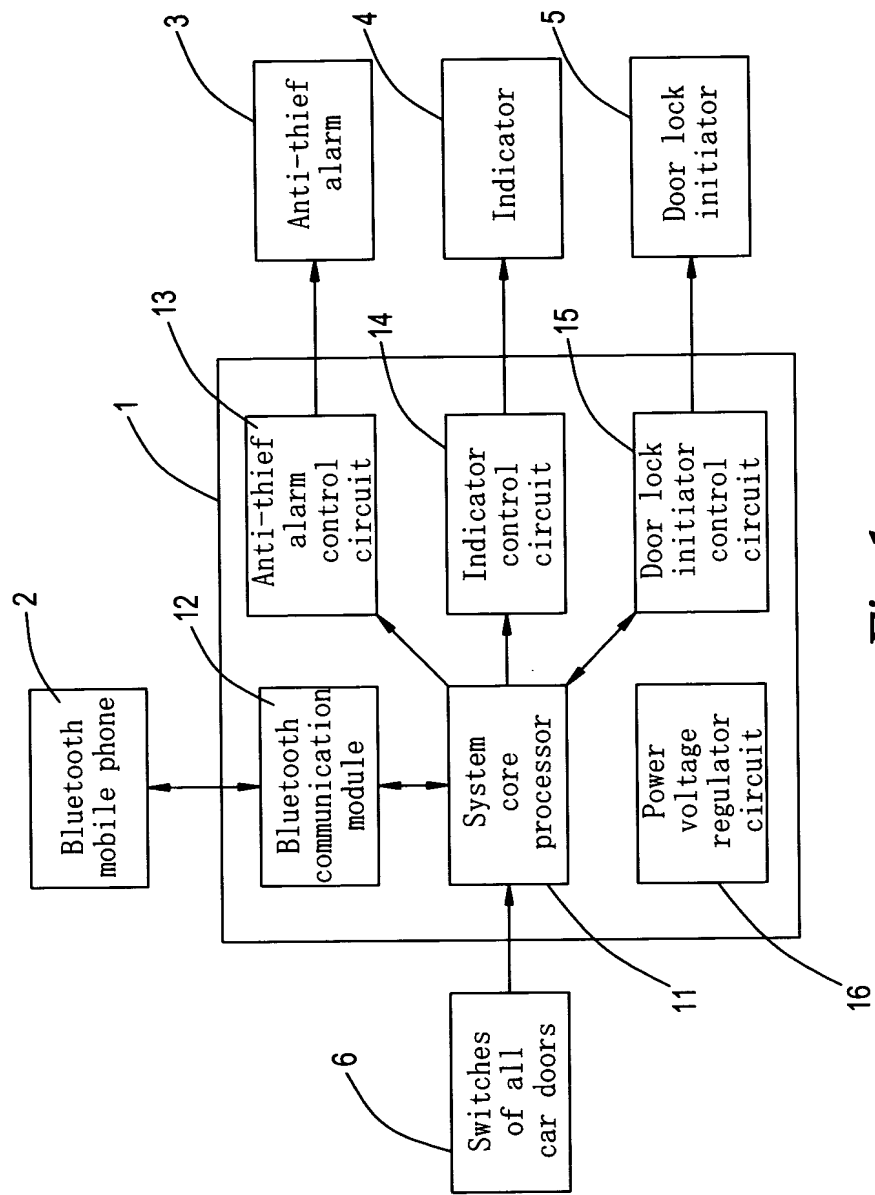 2
Bluetooth
mobile phone
1
12
Bluetooth
communication
module
13
Anti-thief
alarm
control
circuit
3
Anti-thief
alarm
6
Switches
of all
car doors
System
core
processor
11
14
Indicator
control
circuit
4
Indicator
Power
voltage
regulator
circuit
16
15
Door lock
initiator
control
circuit
5
Door lock
initiator
Fig.1